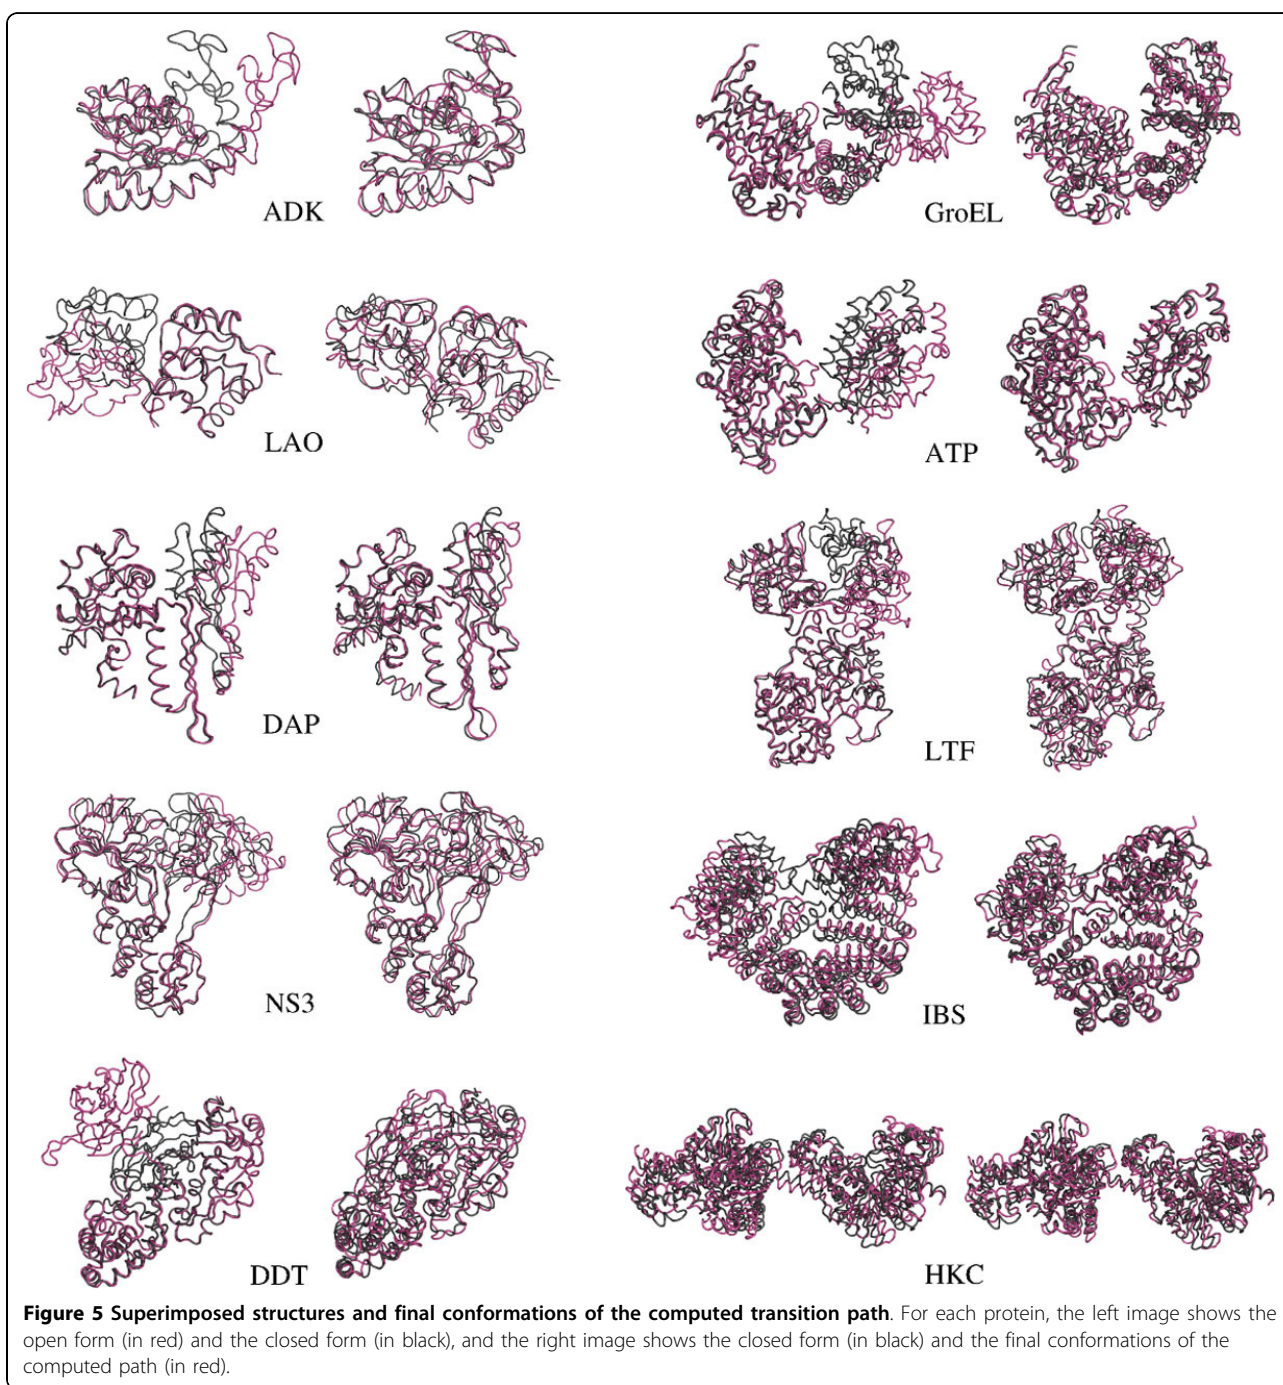 ADK
GroEL
LAO
ATP
DAP
LTF
NS3
IBS
DDT
HKC
Figure 5 Superimposed structures and final conformations of the computed transition path. For each protein, the left image shows the
open form (in red) and the closed form (in black), and the right image shows the closed form (in black) and the final conformations of the
computed path (in red).